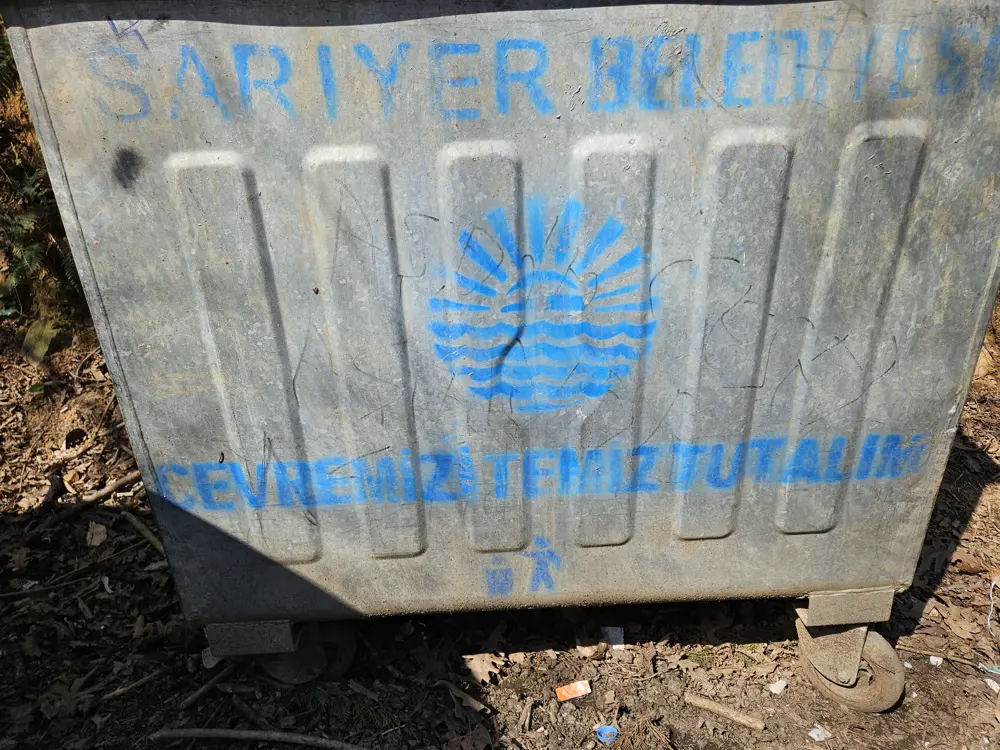 SARIYER BELEDİYESİ
ÇEVREMİZİ TEMİZ TUTALIM